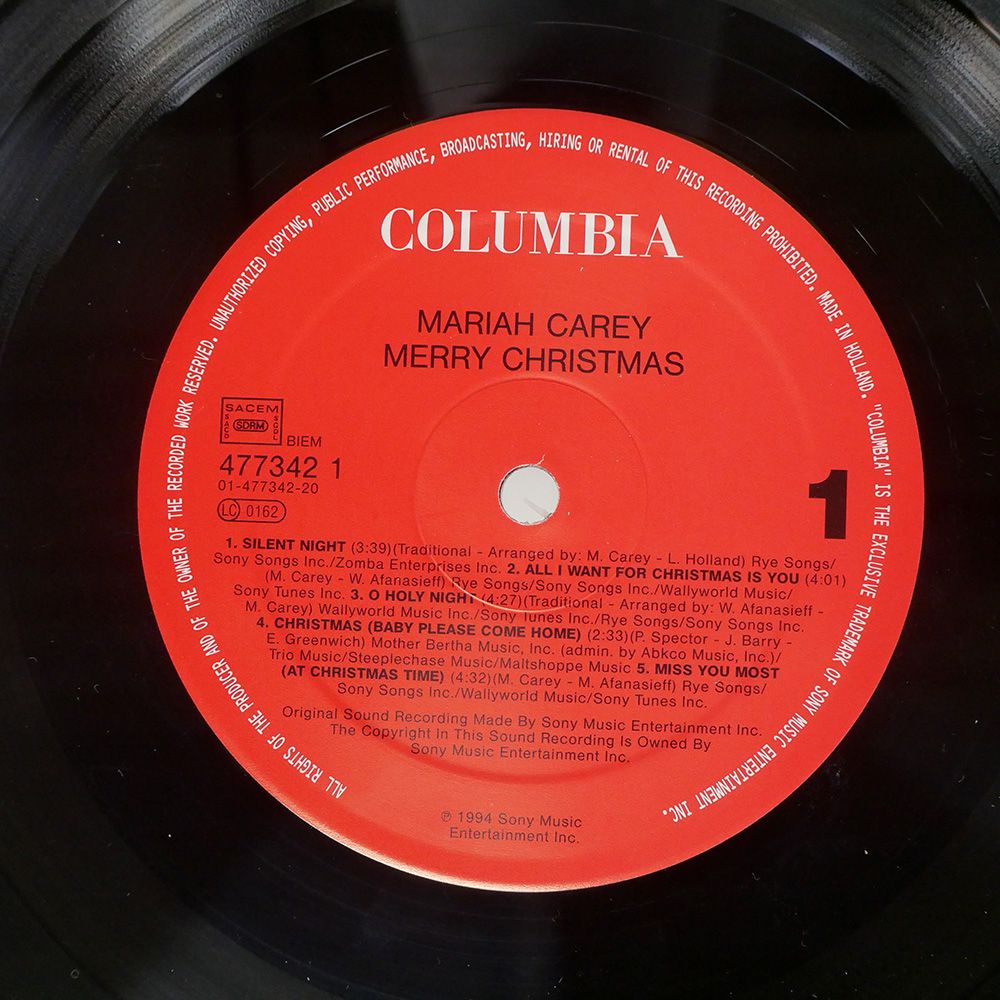 ALL RIGHTS OF THE PRODUCER AND OF THE OWNER OF THE RECORDED WORK RESERVED. UNAUTHORIZED COPYING, PUBLIC PERFORMANCE, BROADCASTING, HIRING OR RENTAL OF THIS RECORDING PROHIBITED. MADE IN HOLLAND. "COLUMBIA" IS THE EXCLUSIVE TRADEMARK OF SONY MUSIC ENTERTAINMENT INC.
COLUMBIA
MARIAH CAREY
MERRY CHRISTMAS
SACEM
SACD SDRM SCDL
BIEM
477342 1
01-477342-20
LC 0162
1
1. SILENT NIGHT (3:39)(Traditional - Arranged by: M. Carey - L. Holland) Rye Songs/
Sony Songs Inc./Zomba Enterprises Inc. 2. ALL I WANT FOR CHRISTMAS IS YOU (4:01)
(M. Carey - W. Afanasieff) Rye Songs/Sony Songs Inc./Wallyworld Music/
Sony Tunes Inc. 3. O HOLY NIGHT (4:27)(Traditional - Arranged by: W. Afanasieff -
M. Carey) Wallyworld Music Inc./Sony Tunes Inc./Rye Songs/Sony Songs Inc.
4. CHRISTMAS (BABY PLEASE COME HOME) (2:33)(P. Spector - J. Barry -
E. Greenwich) Mother Bertha Music, Inc. (admin. by Abkco Music, Inc.)/
Trio Music/Steeplechase Music/Maltshoppe Music 5. MISS YOU MOST
(AT CHRISTMAS TIME) (4:32)(M. Carey - M. Afanasieff) Rye Songs/
Sony Songs Inc./Wallyworld Music/Sony Tunes Inc.
Original Sound Recording Made By Sony Music Entertainment Inc.
The Copyright In This Sound Recording Is Owned By
Sony Music Entertainment Inc.
℗ 1994 Sony Music
Entertainment Inc.